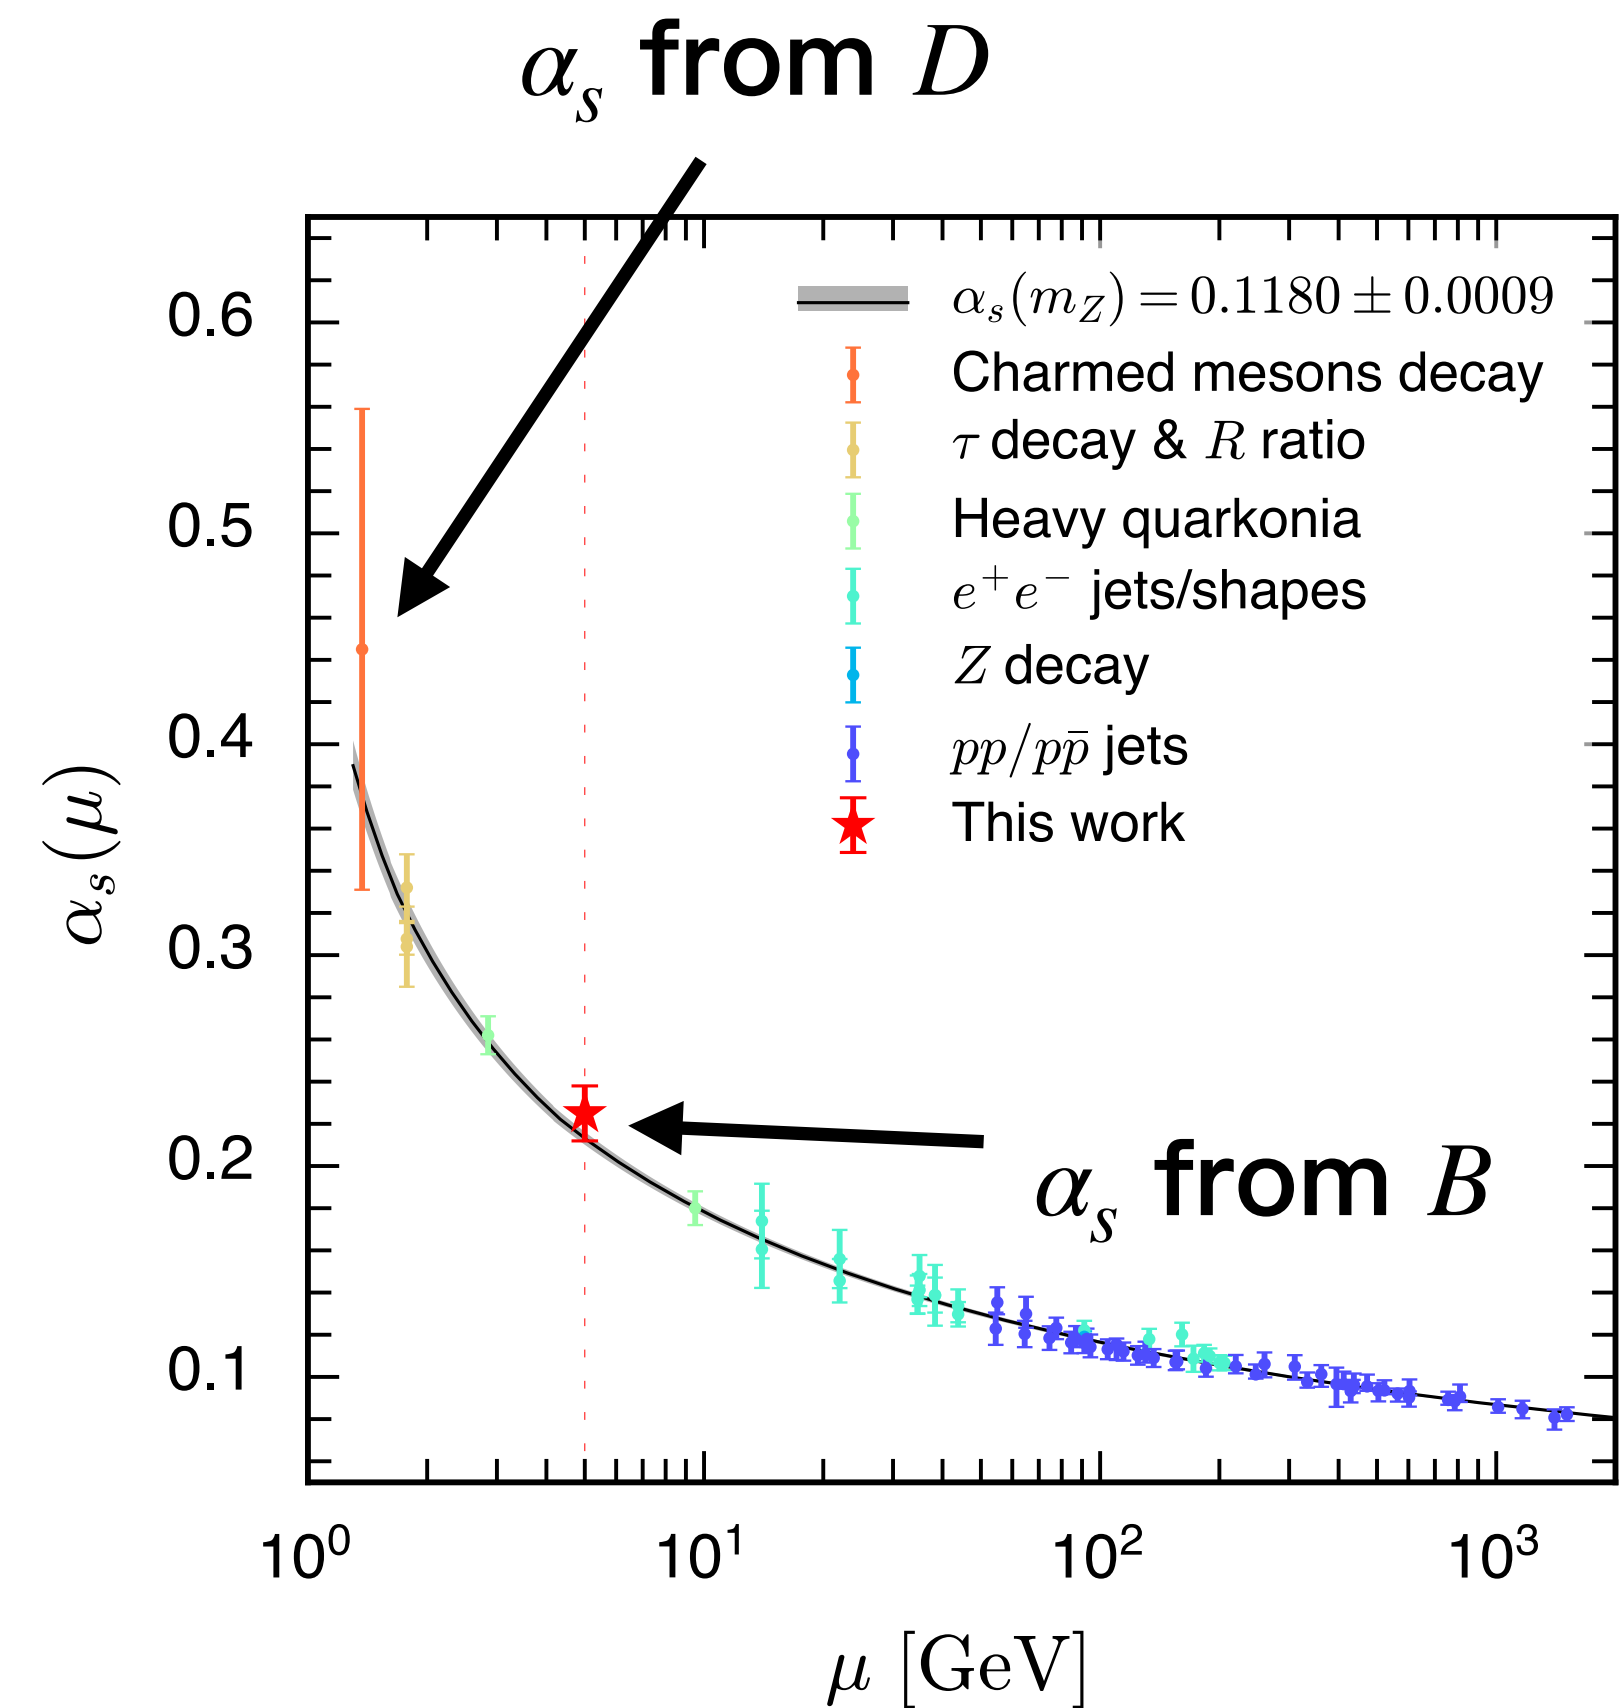 αₛ from D
αₛ(m_Z) = 0.1180 ± 0.0009
Charmed mesons decay
τ decay & R ratio
Heavy quarkonia
e⁺e⁻ jets/shapes
Z decay
pp/pp̄ jets
This work
0.6
0.5
0.4
0.3
0.2
0.1
αₛ(μ)
αₛ from B
10⁰ 10¹ 10² 10³
μ [GeV]